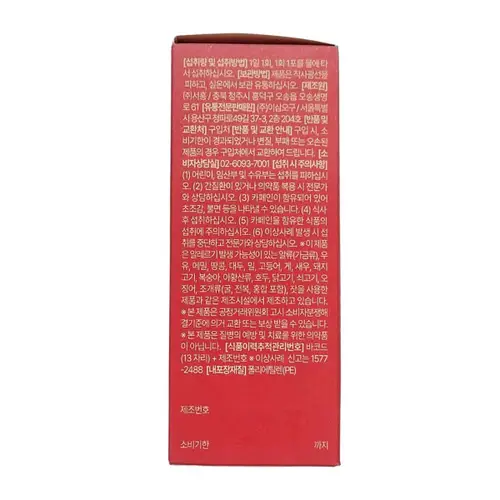 [섭취량 및 섭취방법] 1일 1회, 1회 1포를 물에 타
서 섭취하십시오. [보관방법] 제품은 직사광선을
피하고, 실온에서 보관 유통하십시오. [제조원]
㈜서흥 / 충북 청주시 흥덕구 오송읍 오송생명
로 61 [유통전문판매원] (주)이심오구 / 서울특별
시 용산구 청파로49길 37-3, 2층 204호 [반품 및
교환처] 구입처 [반품 및 교환 안내] 구입 시, 소
비기한이 경과되었거나 변질, 부패 또는 오손된
제품의 경우 구입처에서 교환하여 드립니다. [소
비자상담실] 02-6093-7001 [섭취 시 주의사항]
(1) 어린이, 임산부 및 수유부는 섭취를 피하십시
오. (2) 간질환이 있거나 의약품 복용 시 전문가
와 상담하십시오. (3) 카페인이 함유되어 있어
초조감, 불면 등을 나타낼 수 있습니다. (4) 식사
후 섭취하십시오. (5) 카페인을 함유한 식품의
섭취에 주의하십시오. (6) 이상사례 발생 시 섭
취를 중단하고 전문가와 상담하십시오. ※ 이 제품
은 알레르기 발생 가능성이 있는 알류(가금류), 우
유, 메밀, 땅콩, 대두, 밀, 고등어, 게, 새우, 돼지
고기, 복숭아, 아황산류, 호두, 닭고기, 쇠고기, 오
징어, 조개류(굴, 전복, 홍합 포함), 잣을 사용한
제품과 같은 제조시설에서 제조하고 있습니다.
※ 본 제품은 공정거래위원회 고시 소비자분쟁해
결기준에 의거 교환 또는 보상 받을 수 있습니다.
※ 본 제품은 질병의 예방 및 치료를 위한 의약품
이 아닙니다. [식품이력추적관리번호] 바코드
(13 자리) + 제조번호 ※ 이상사례 신고는 1577
-2488 [내포장재질] 폴리에틸렌(PE)
제조번호
소비기한 까지